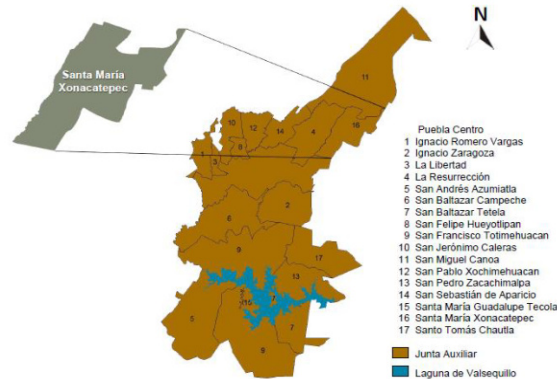 N
Santa María
Xonacatepec
11
10
12
14
4
16
8
1
3
2
6
9
17
13
15
7
5
7
9
Puebla Centro
1 Ignacio Romero Vargas
2 Ignacio Zaragoza
3 La Libertad
4 La Resurrección
5 San Andrés Azumiatla
6 San Baltazar Campeche
7 San Baltazar Tetela
8 San Felipe Hueyotlipan
9 San Francisco Totimehuacan
10 San Jerónimo Caleras
11 San Miguel Canoa
12 San Pablo Xochimehuacan
13 San Pedro Zacachimalpa
14 San Sebastián de Aparicio
15 Santa María Guadalupe Tecola
16 Santa María Xonacatepec
17 Santo Tomás Chautla
Junta Auxiliar
Laguna de Valsequillo